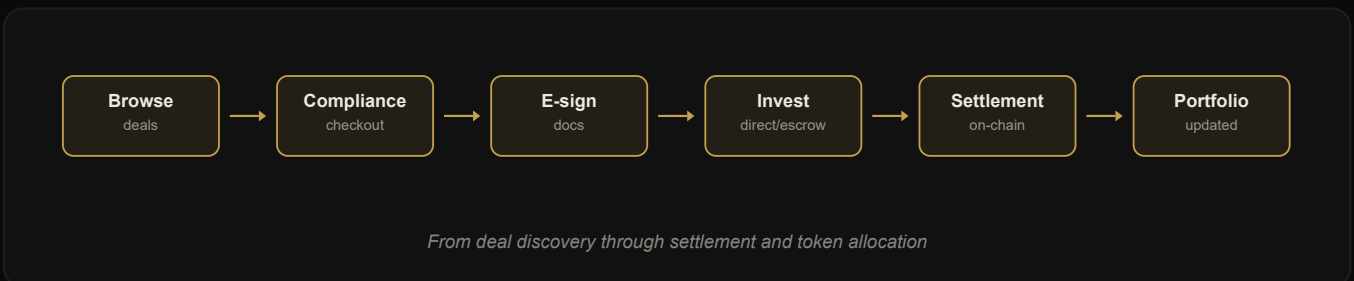 Browse
deals
Compliance
checkout
E-sign
docs
Invest
direct/escrow
Settlement
on-chain
Portfolio
updated
From deal discovery through settlement and token allocation